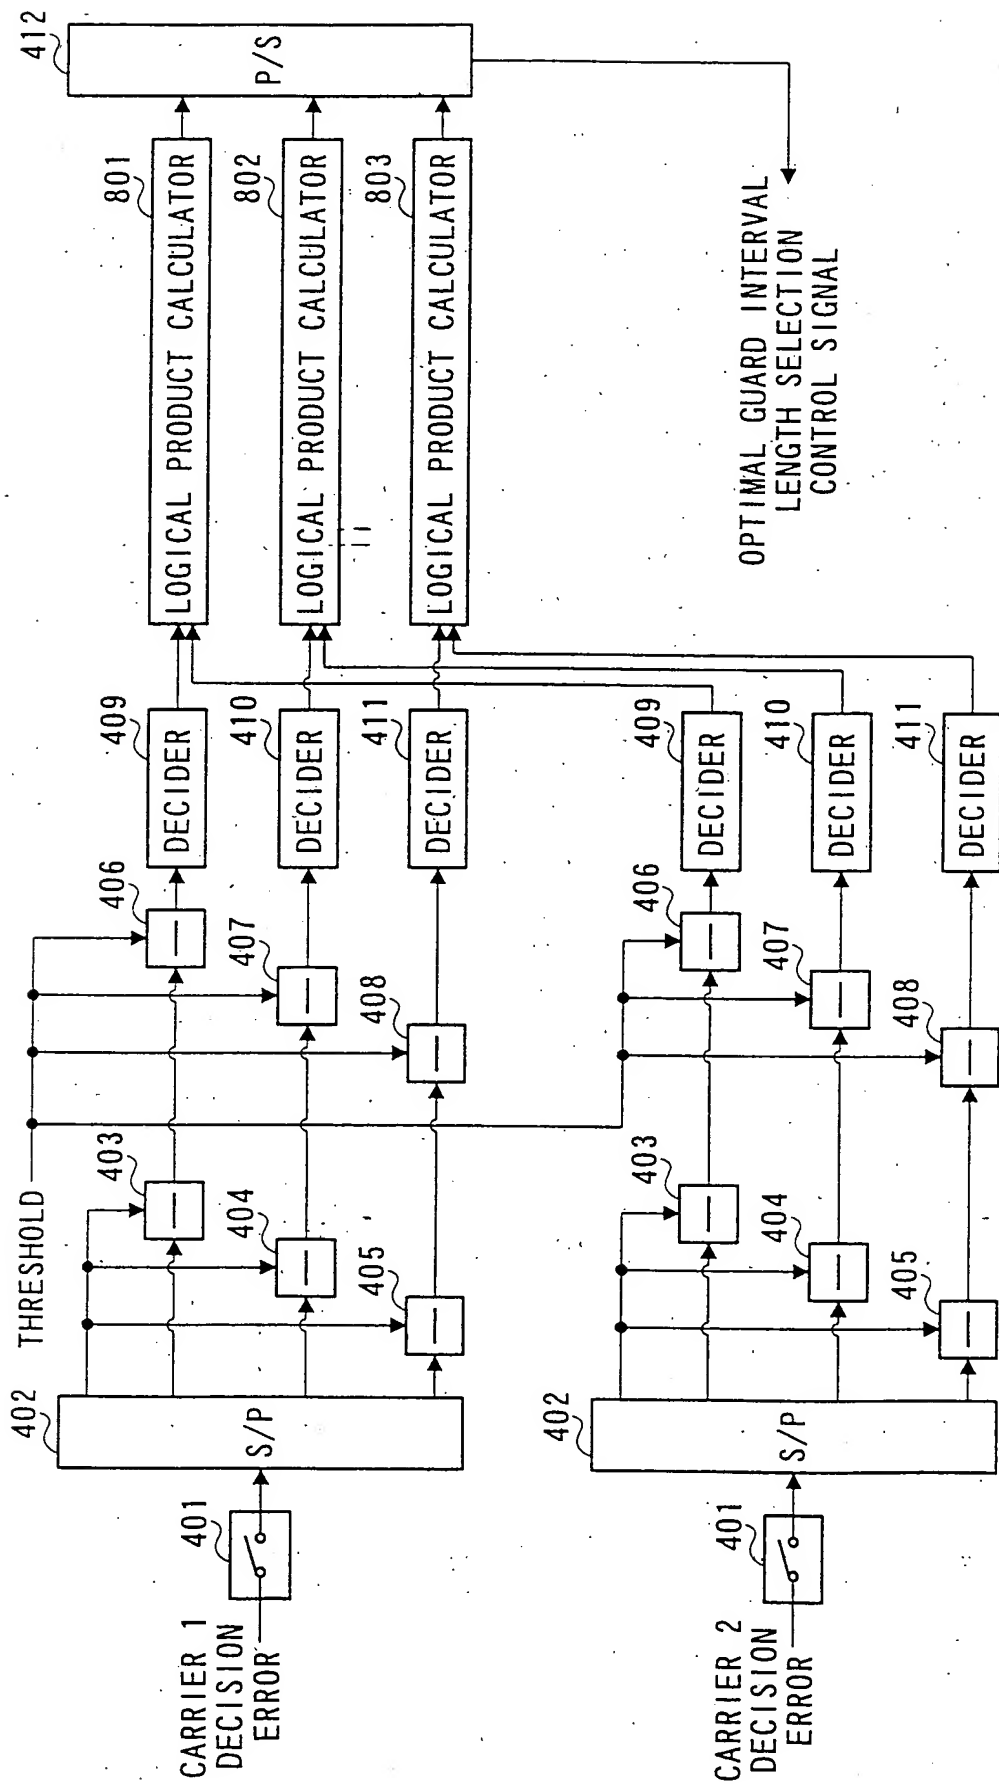 THRESHOLD
CARRIER 1
DECISION
ERROR
401
402
S/P
403
404
405
406
407
408
409
DECIDER
410
DECIDER
411
DECIDER
801
LOGICAL PRODUCT CALCULATOR
802
LOGICAL PRODUCT CALCULATOR
803
LOGICAL PRODUCT CALCULATOR
412
P/S
OPTIMAL GUARD INTERVAL
LENGTH SELECTION
CONTROL SIGNAL
CARRIER 2
DECISION
ERROR
401
402
S/P
403
404
405
406
407
408
409
DECIDER
410
DECIDER
411
DECIDER